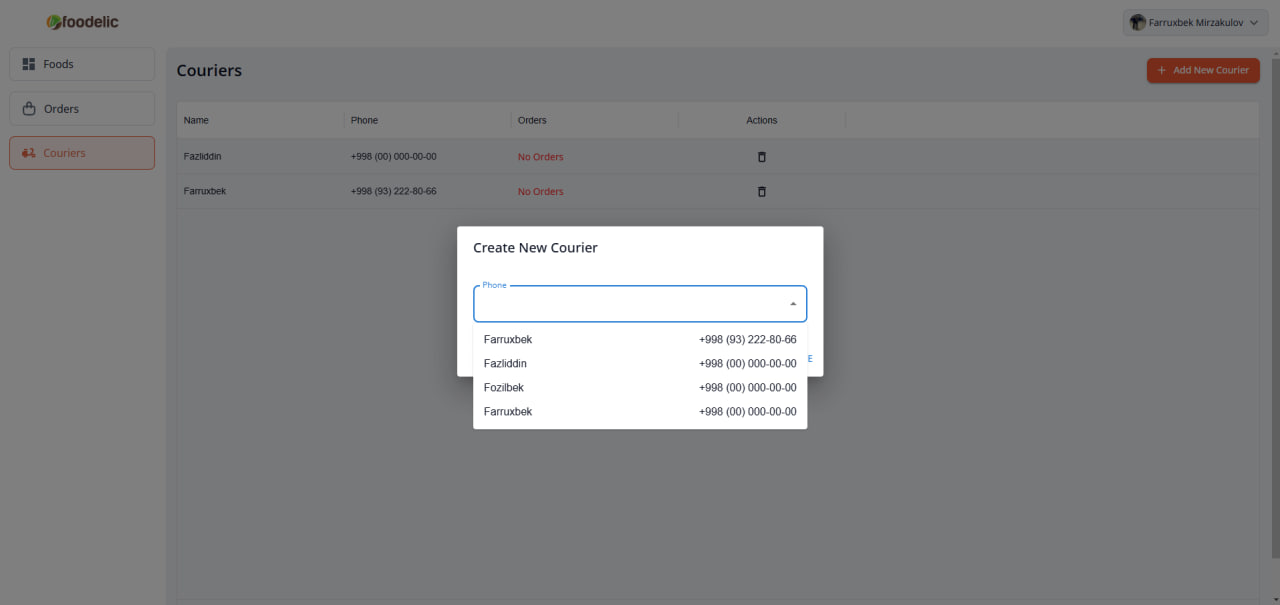 foodelic
Farruxbek Mirzakulov
Foods
Orders
Couriers
Couriers
+ Add New Courier
Name Phone Orders Actions
Fazliddin +998 (00) 000-00-00 No Orders
Farruxbek +998 (93) 222-80-66 No Orders
Create New Courier
Phone
Farruxbek +998 (93) 222-80-66
Fazliddin +998 (00) 000-00-00
Fozilbek +998 (00) 000-00-00
Farruxbek +998 (00) 000-00-00